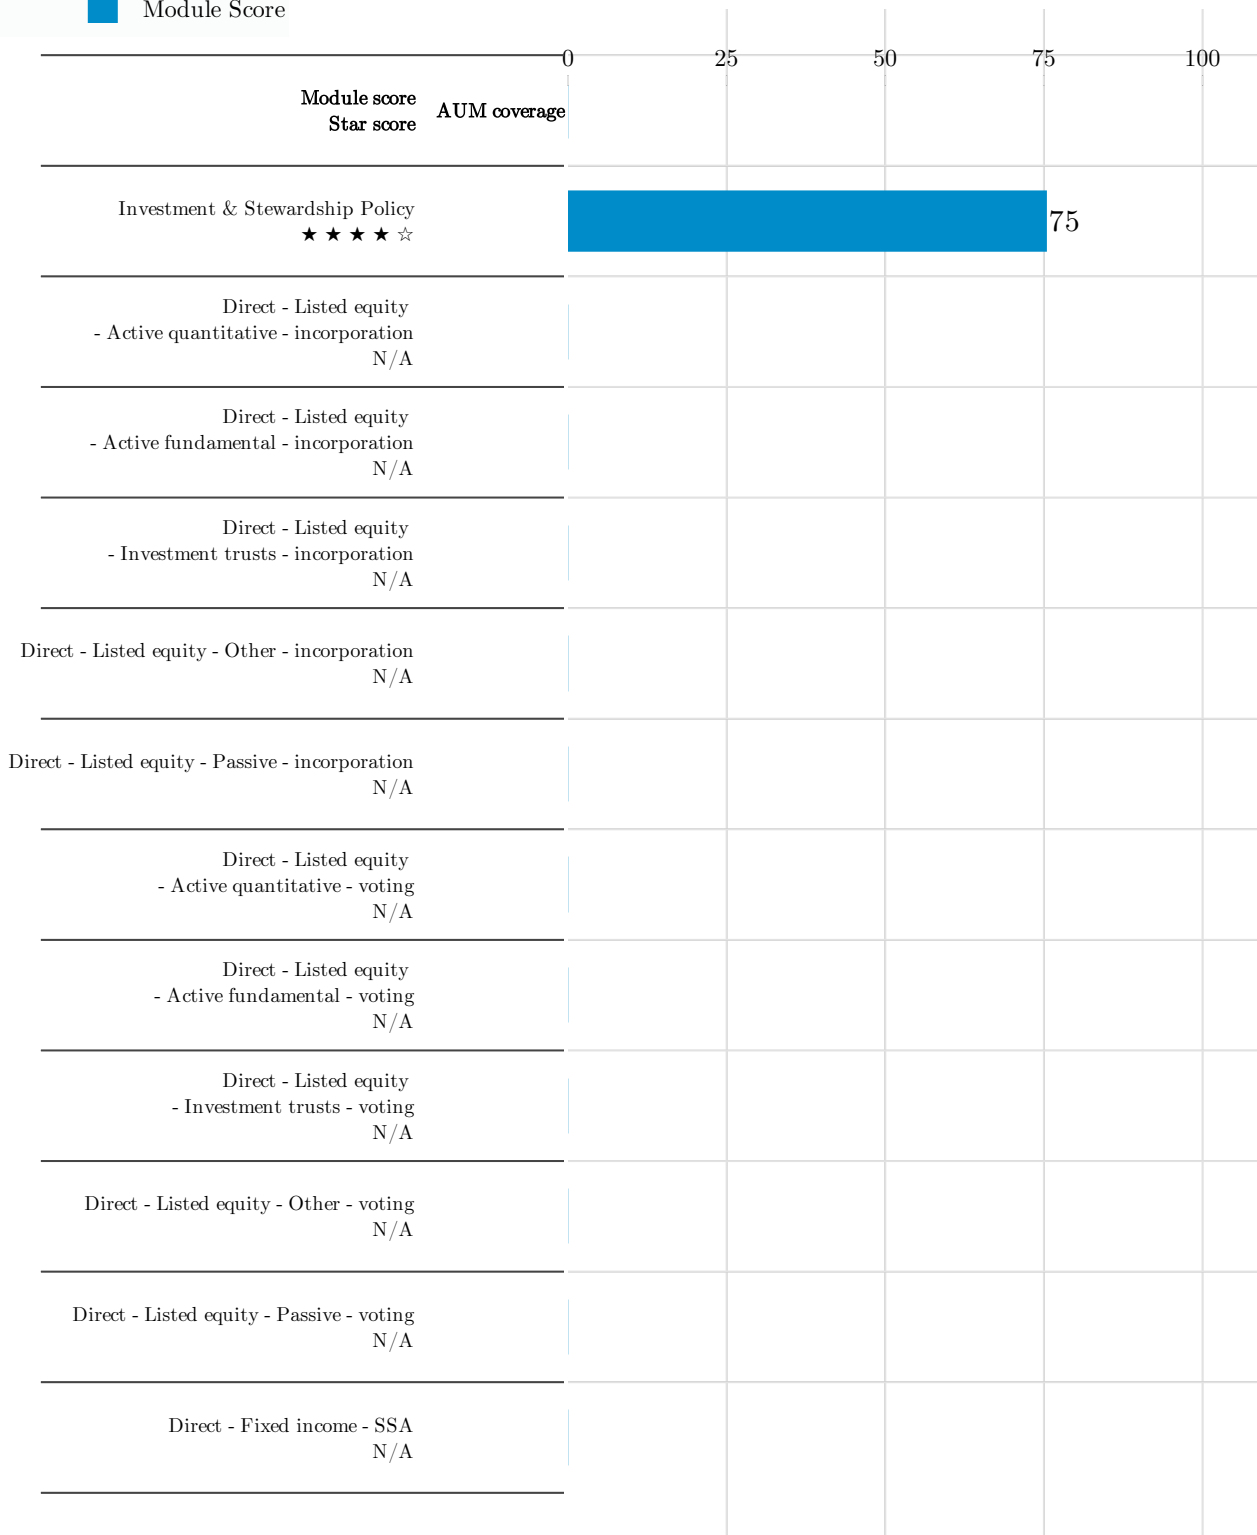 Module Score
0 25 50 75 100
Module score
Star score
AUM coverage
Investment & Stewardship Policy
★ ★ ★ ★ ☆
75
Direct - Listed equity
- Active quantitative - incorporation
N/A
Direct - Listed equity
- Active fundamental - incorporation
N/A
Direct - Listed equity
- Investment trusts - incorporation
N/A
Direct - Listed equity - Other - incorporation
N/A
Direct - Listed equity - Passive - incorporation
N/A
Direct - Listed equity
- Active quantitative - voting
N/A
Direct - Listed equity
- Active fundamental - voting
N/A
Direct - Listed equity
- Investment trusts - voting
N/A
Direct - Listed equity - Other - voting
N/A
Direct - Listed equity - Passive - voting
N/A
Direct - Fixed income - SSA
N/A